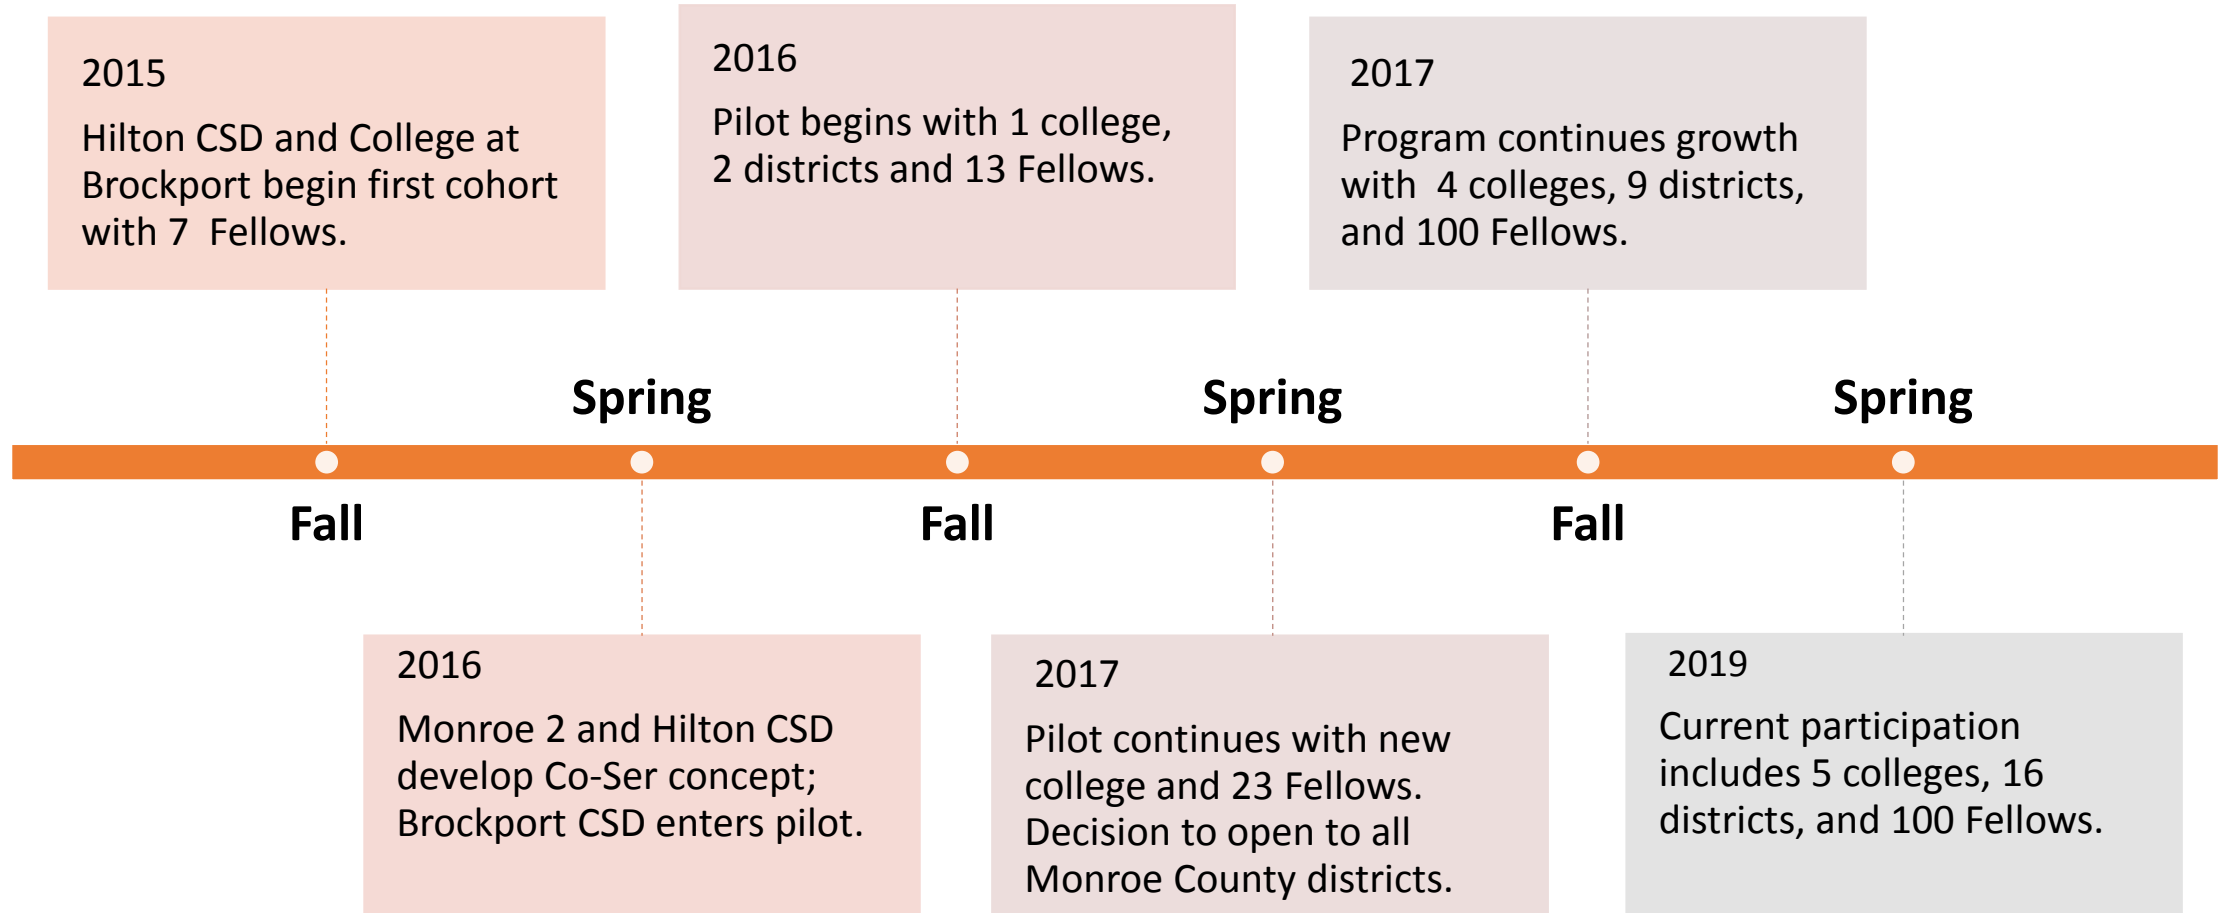 2015
Hilton CSD and College at
Brockport begin first cohort
with 7  Fellows.
2016
Pilot begins with 1 college,
2 districts and 13 Fellows.
2017
Program continues growth
with  4 colleges, 9 districts,
and 100 Fellows.
Spring
Spring
Spring
Fall
Fall
Fall
2016
Monroe 2 and Hilton CSD
develop Co-Ser concept;
Brockport CSD enters pilot.
2017
Pilot continues with new
college and 23 Fellows.
Decision to open to all
Monroe County districts.
2019
Current participation
includes 5 colleges, 16
districts, and 100 Fellows.